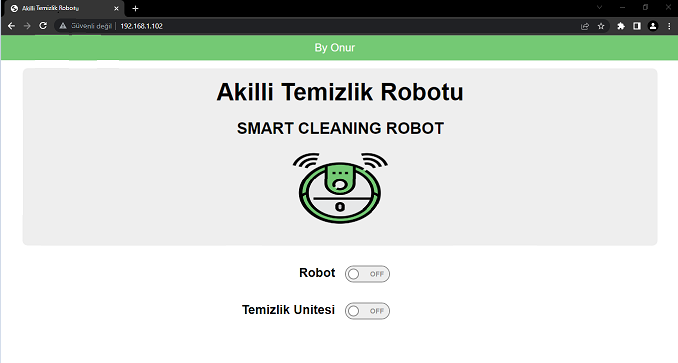 Akilli Temizlik Robotu
Güvenli değil | 192.168.1.102
By Onur
Akilli Temizlik Robotu
SMART CLEANING ROBOT
Robot OFF
Temizlik Unitesi OFF